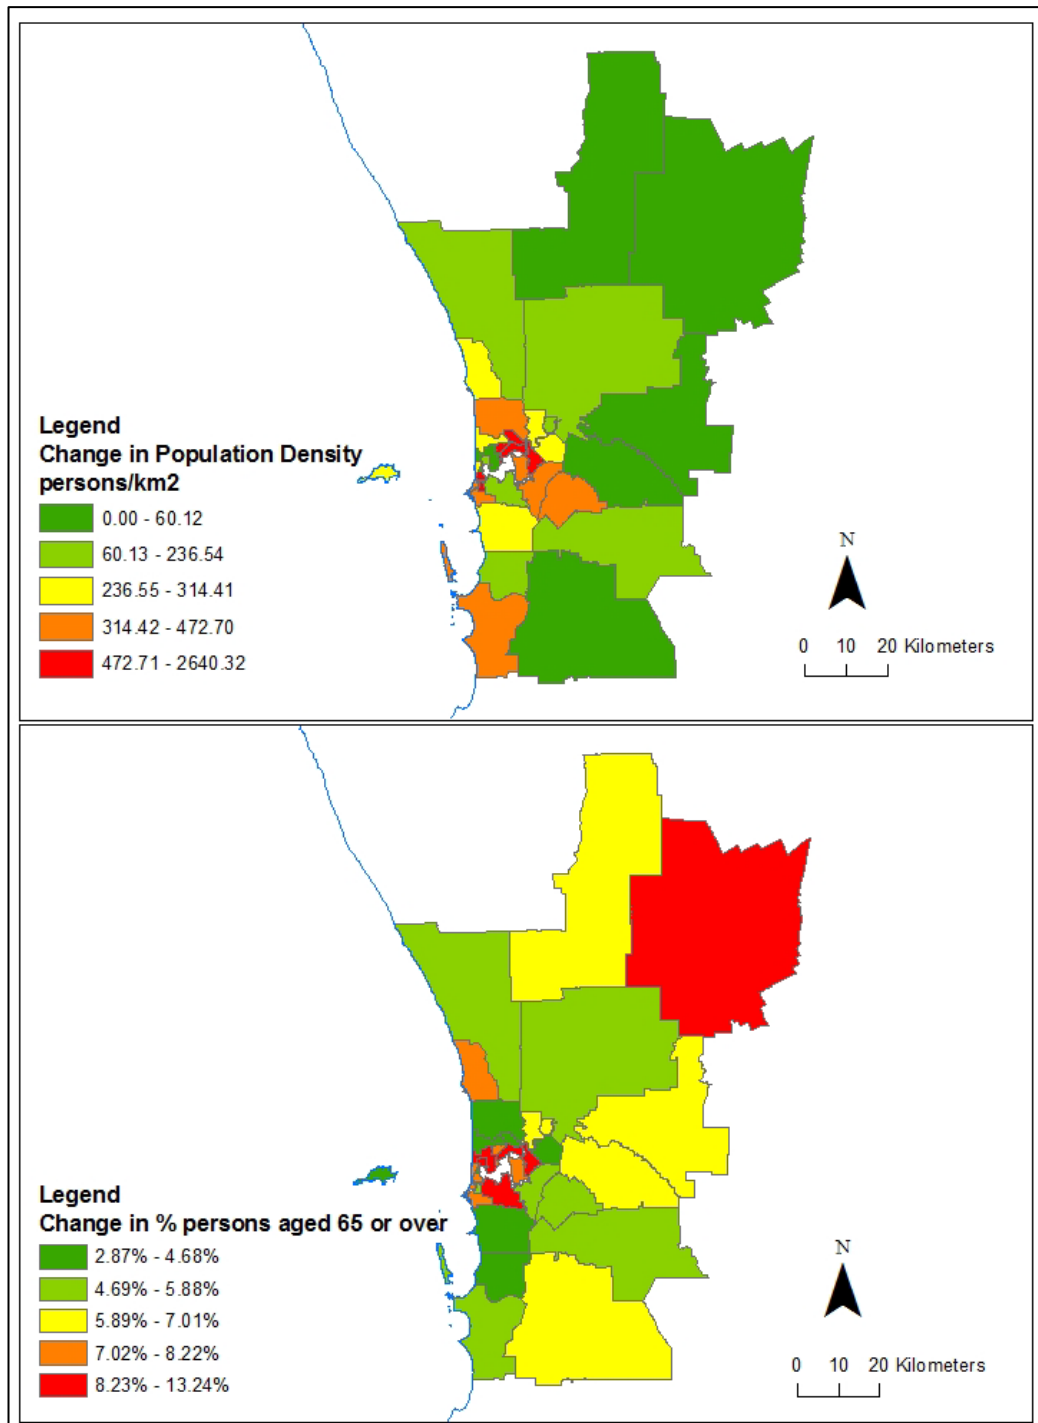 Legend
Change in Population Density
persons/km2
0.00 - 60.12
60.13 - 236.54
236.55 - 314.41
314.42 - 472.70
472.71 - 2640.32
N
0 10 20 Kilometers
Legend
Change in % persons aged 65 or over
2.87% - 4.68%
4.69% - 5.88%
5.89% - 7.01%
7.02% - 8.22%
8.23% - 13.24%
N
0 10 20 Kilometers